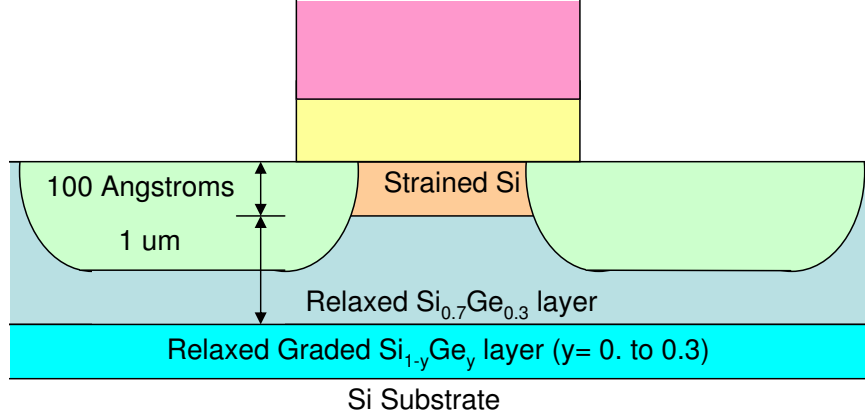 100 Angstroms
Strained Si
1 um
Relaxed Si0.7Ge0.3 layer
Relaxed Graded Si1-yGey layer (y= 0. to 0.3)
Si Substrate